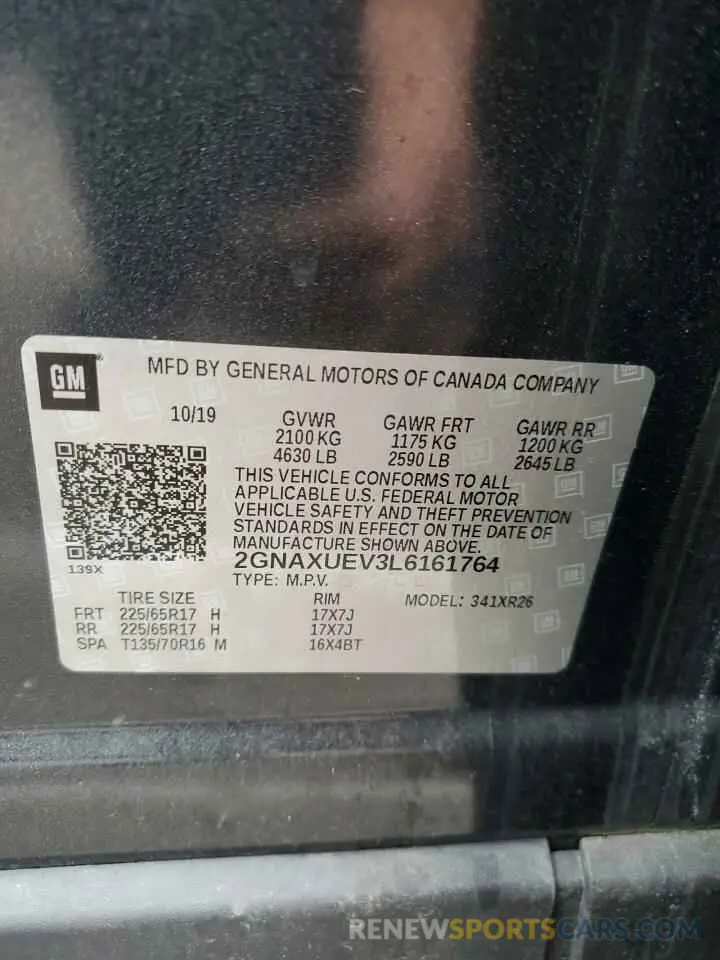 GM
MFD BY GENERAL MOTORS OF CANADA COMPANY
10/19 GVWR GAWR FRT GAWR RR
2100 KG 1175 KG 1200 KG
4630 LB 2590 LB 2645 LB
THIS VEHICLE CONFORMS TO ALL
APPLICABLE U.S. FEDERAL MOTOR
VEHICLE SAFETY AND THEFT PREVENTION
STANDARDS IN EFFECT ON THE DATE OF
MANUFACTURE SHOWN ABOVE.
139X 2GNAXUEV3L6161764
TYPE: M.P.V.
TIRE SIZE RIM MODEL: 341XR26
FRT 225/65R17 H 17X7J
RR 225/65R17 H 17X7J
SPA T135/70R16 M 16X4BT
RENEWSPORTSCARS.COM